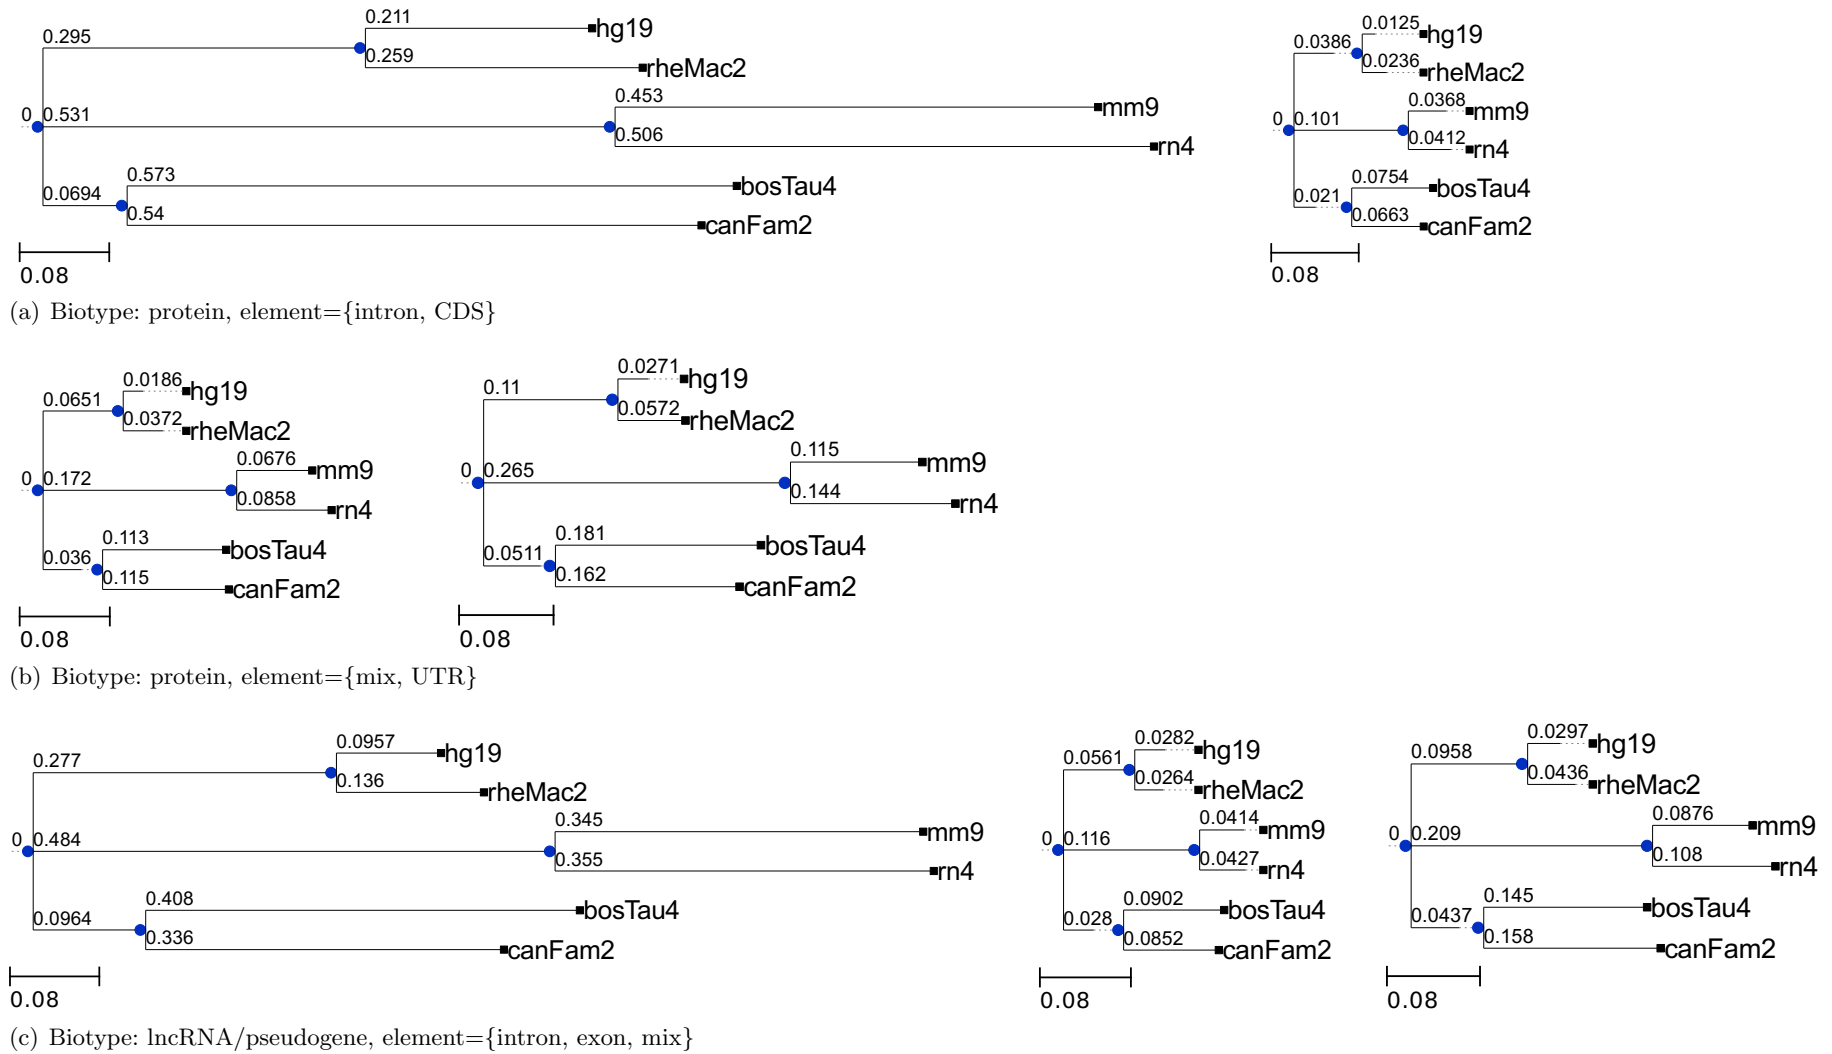 0.295
0.211
hg19
0.259
rheMac2
0
0.531
0.453
mm9
0.506
rn4
0.0694
0.573
bosTau4
0.54
canFam2
0.08
0.0386
0.0125
hg19
0.0236
rheMac2
0
0.101
0.0368
mm9
0.0412
rn4
0.021
0.0754
bosTau4
0.0663
canFam2
0.08
(a) Biotype: protein, element={intron, CDS}
0.0651
0.0186
hg19
0.0372
rheMac2
0
0.172
0.0676
mm9
0.0858
rn4
0.036
0.113
bosTau4
0.115
canFam2
0.08
0.11
0.0271
hg19
0.0572
rheMac2
0
0.265
0.115
mm9
0.144
rn4
0.0511
0.181
bosTau4
0.162
canFam2
0.08
(b) Biotype: protein, element={mix, UTR}
0.277
0.0957
hg19
0.136
rheMac2
0
0.484
0.345
mm9
0.355
rn4
0.0964
0.408
bosTau4
0.336
canFam2
0.08
0.0561
0.0282
hg19
0.0264
rheMac2
0
0.116
0.0414
mm9
0.0427
rn4
0.028
0.0902
bosTau4
0.0852
canFam2
0.08
0.0958
0.0297
hg19
0.0436
rheMac2
0
0.209
0.0876
mm9
0.108
rn4
0.0437
0.145
bosTau4
0.158
canFam2
0.08
(c) Biotype: lncRNA/pseudogene, element={intron, exon, mix}